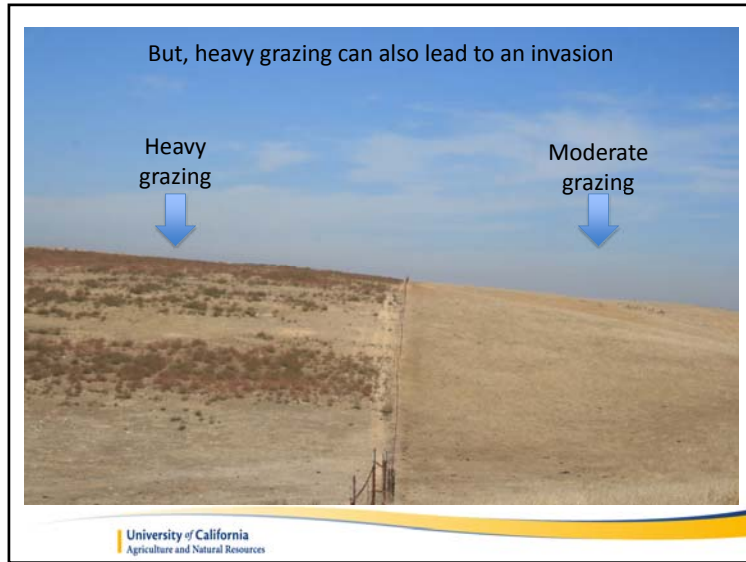 But, heavy grazing can also lead to an invasion
Heavy
grazing
Moderate
grazing
University of California
Agriculture and Natural Resources